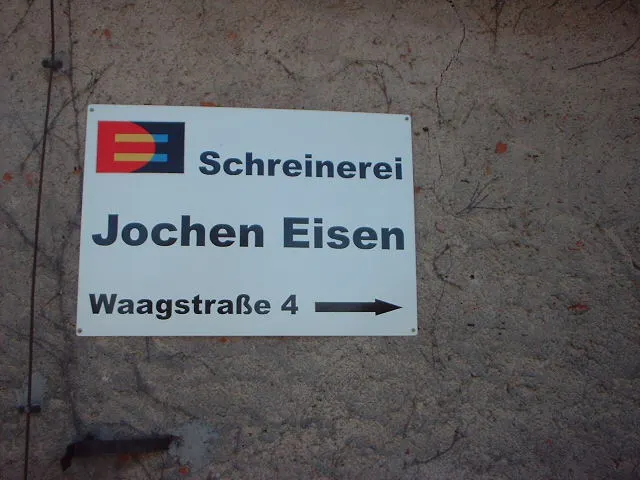 Schreinerei
Jochen Eisen
Waagstraße 4